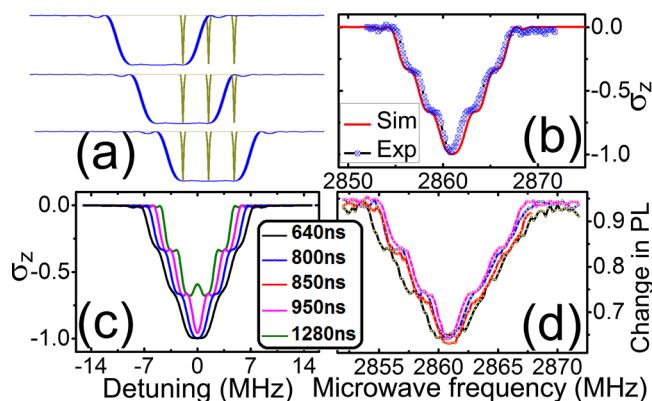 (a)
(b)
0.0
-0.5
-1.0
σz
Sim
Exp
2850 2860 2870
(c)
0.0
-0.5
-1.0
σz
-14 -7 0 7 14
Detuning (MHz)
640ns
800ns
850ns
950ns
1280ns
(d)
0.9
0.8
0.7
Change in PL
2855 2860 2865 2870
Microwave frequency (MHz)